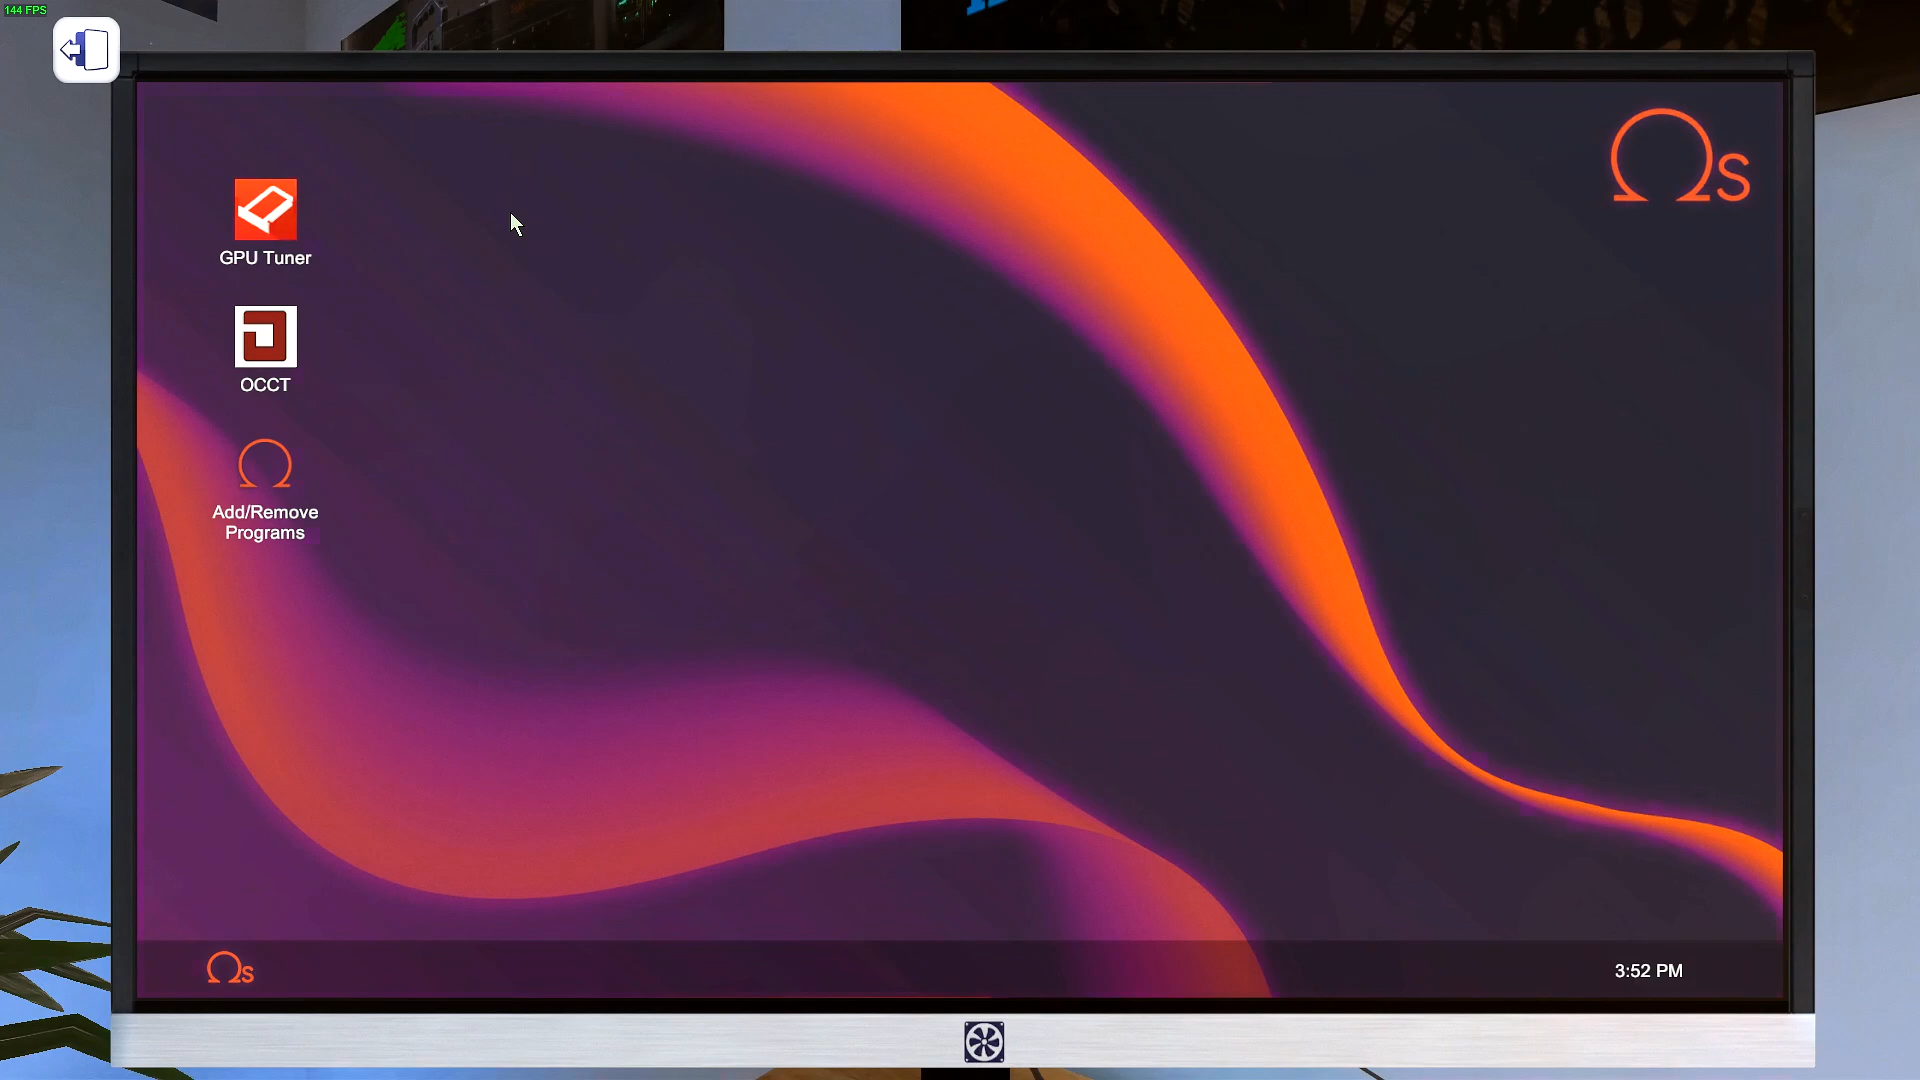 144 FPS
Ωs
GPU Tuner
OCCT
Add/Remove
Programs
Ωs
3:52 PM